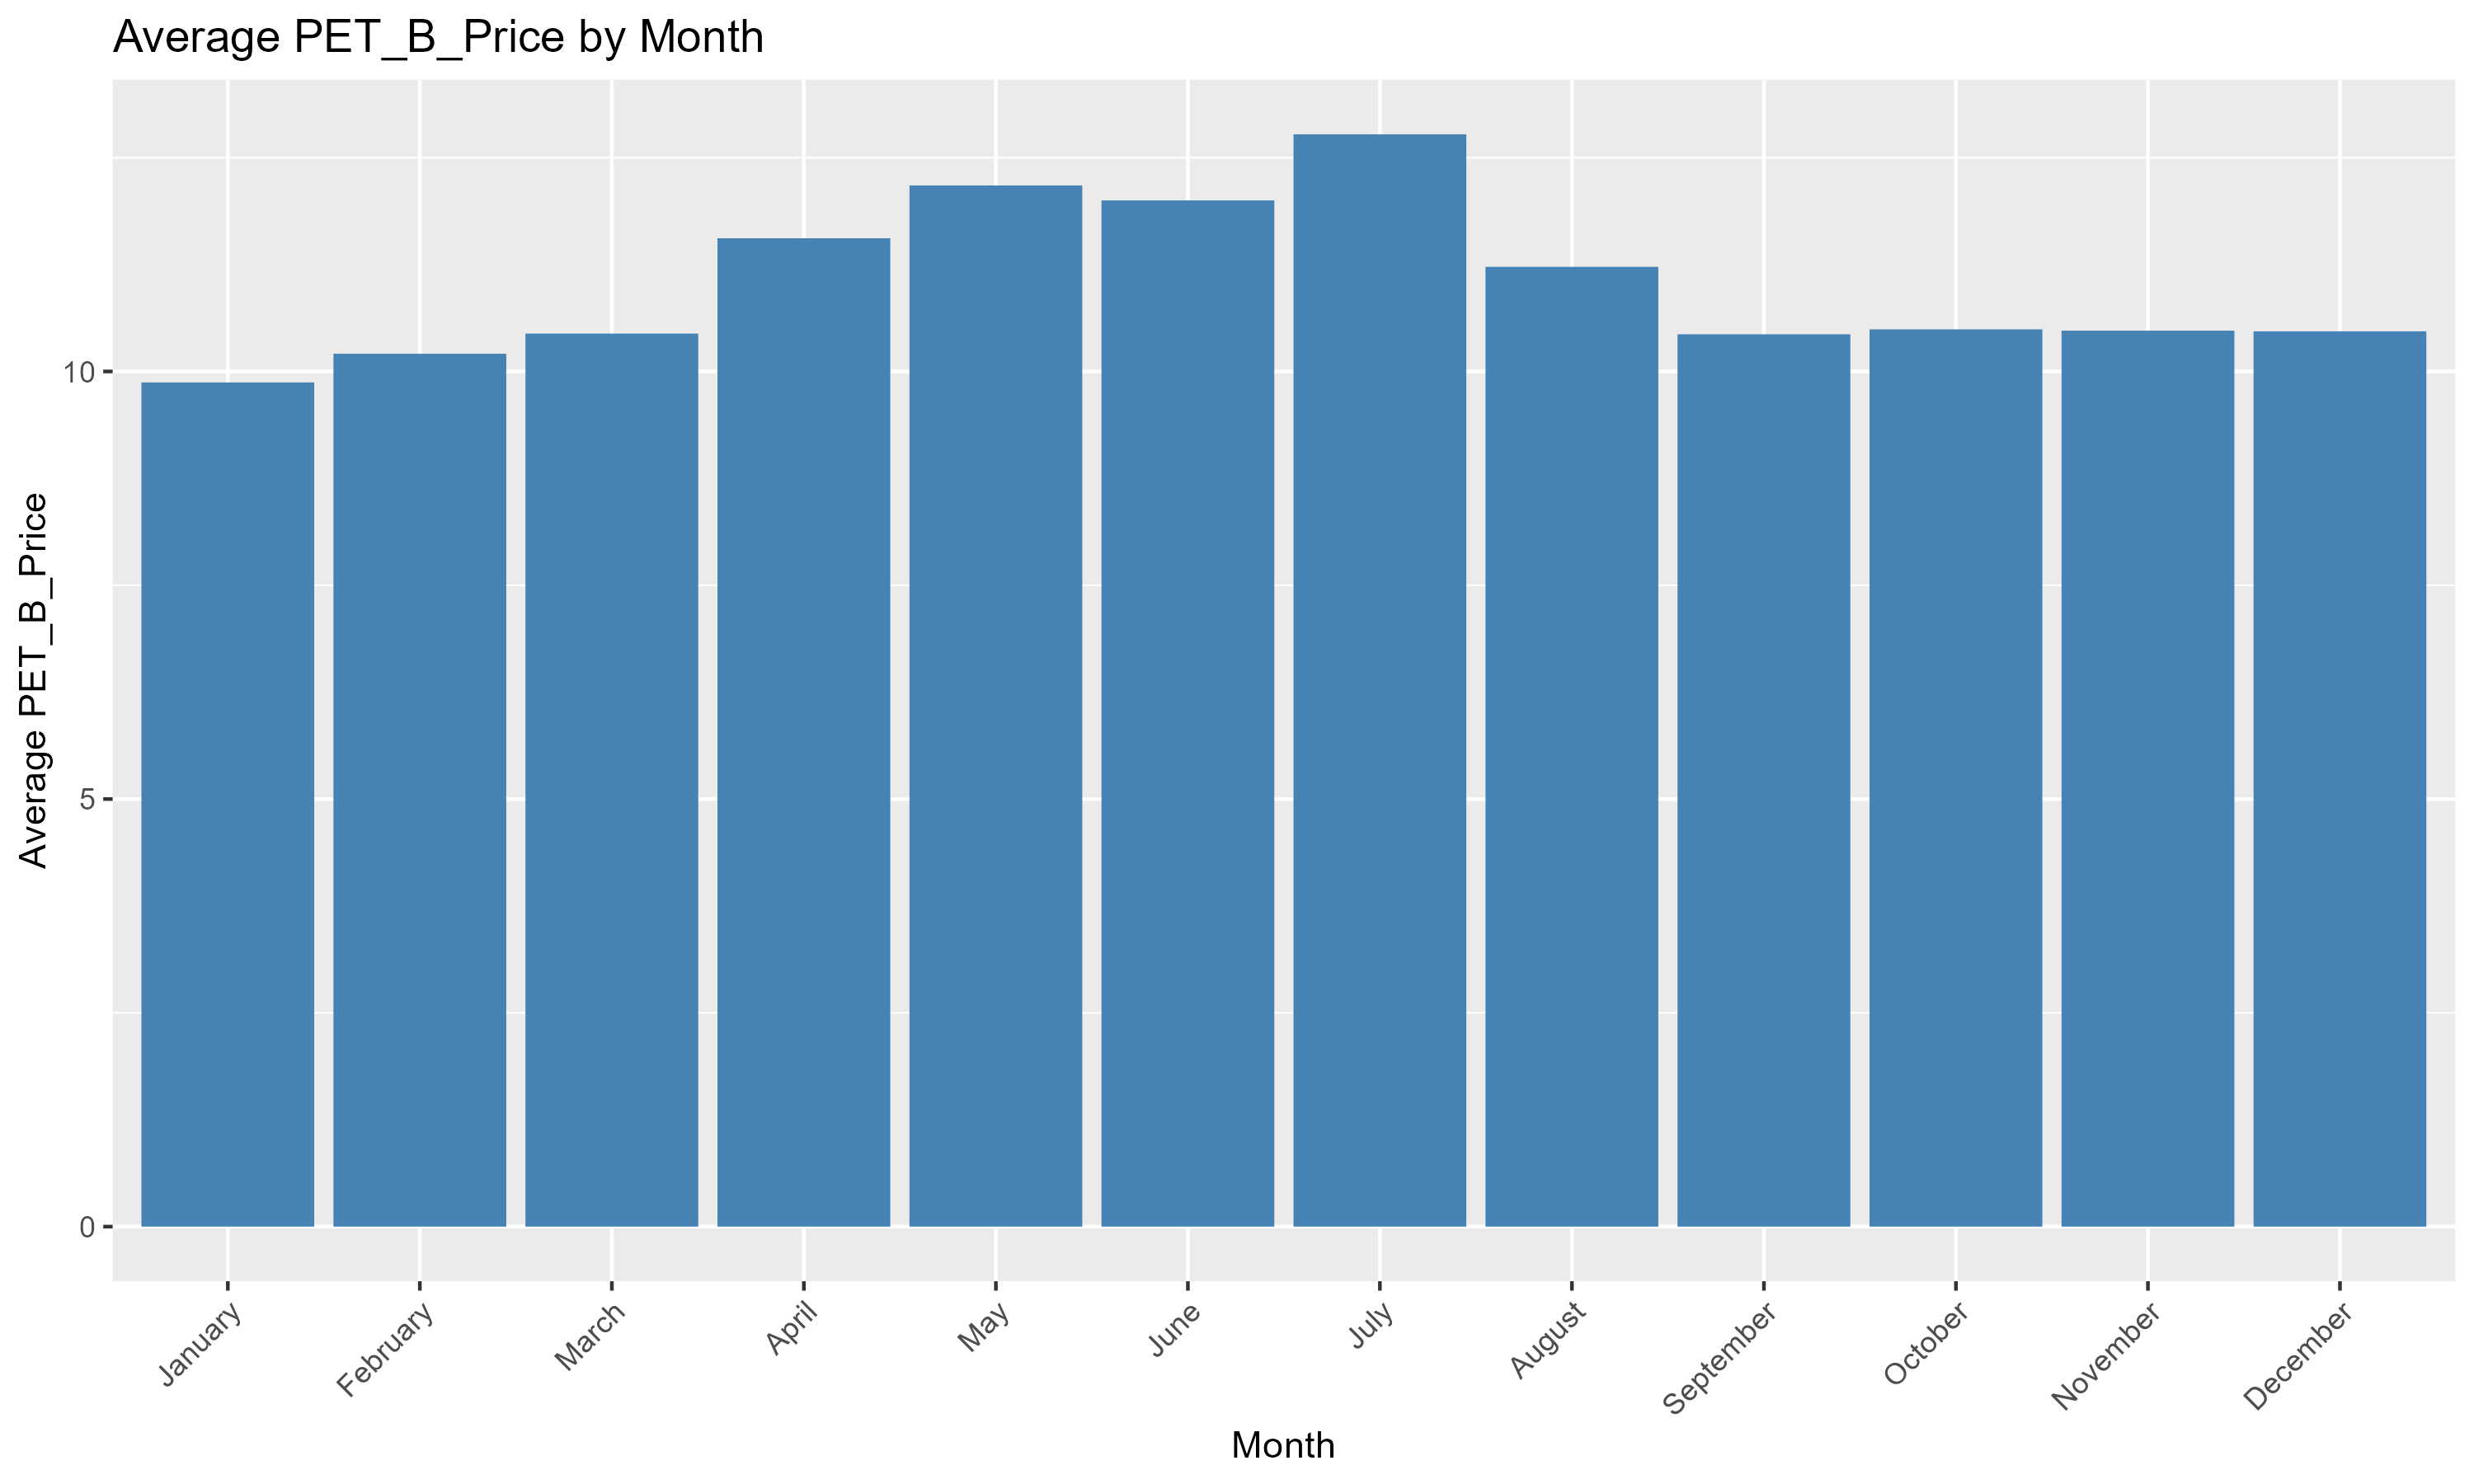 Average PET_B_Price by Month
Average PET_B_Price
10
5
0
January
February
March
April
May
June
July
August
September
October
November
December
Month